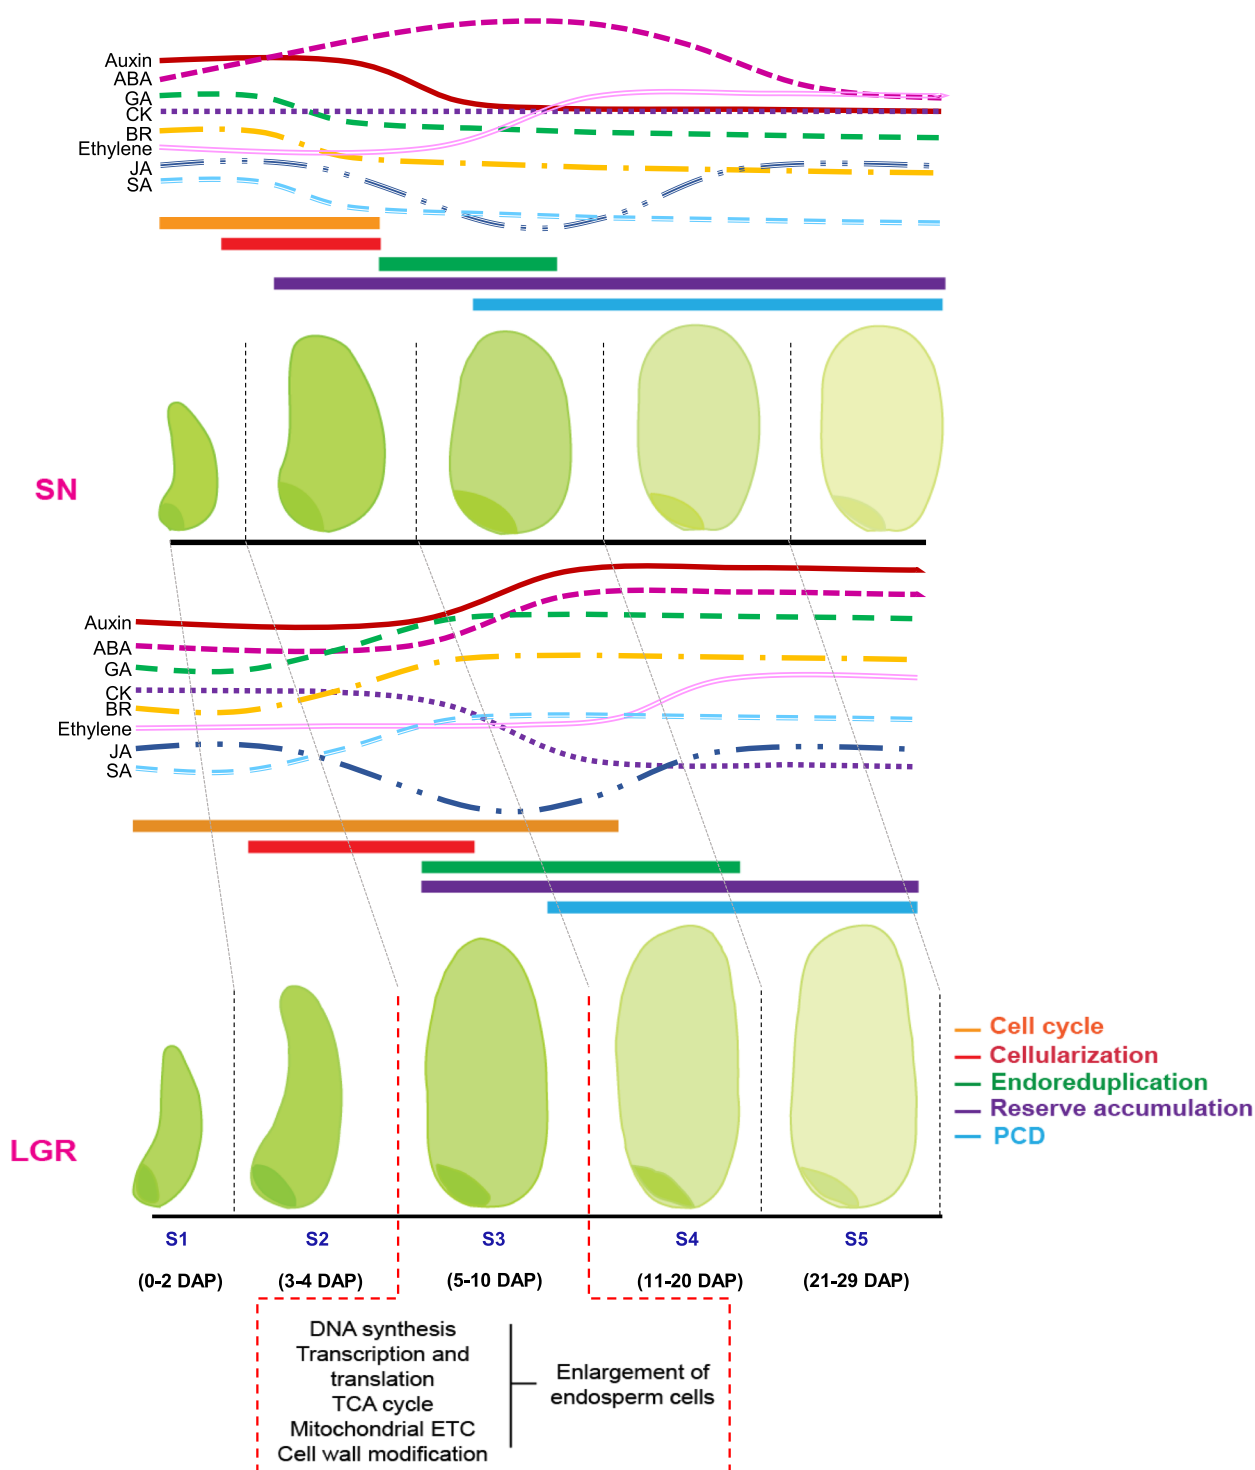 Auxin
ABA
GA
CK
BR
Ethylene
JA
SA
SN
Auxin
ABA
GA
CK
BR
Ethylene
JA
SA
Cell cycle
Cellularization
Endoreduplication
Reserve accumulation
PCD
LGR
S1 S2 S3 S4 S5
(0-2 DAP) (3-4 DAP) (5-10 DAP) (11-20 DAP) (21-29 DAP)
DNA synthesis
Transcription and
translation
TCA cycle
Mitochondrial ETC
Cell wall modification
Enlargement of
endosperm cells